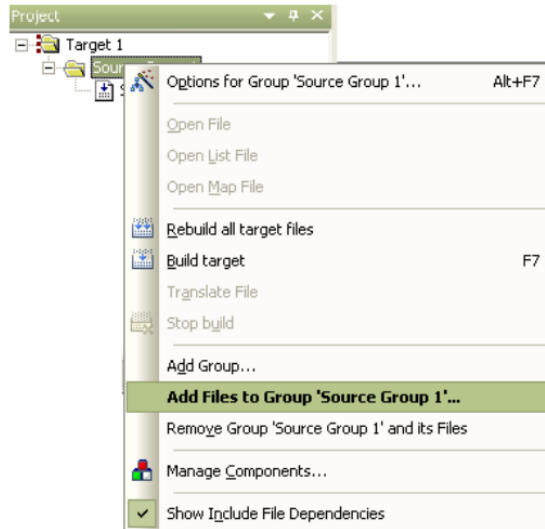 Project
Target 1
Options for Group 'Source Group 1'... Alt+F7
Open File
Open List File
Open Map File
Rebuild all target files
Build target F7
Translate File
Stop build
Add Group...
Add Files to Group 'Source Group 1'...
Remove Group 'Source Group 1' and its Files
Manage Components...
Show Include File Dependencies